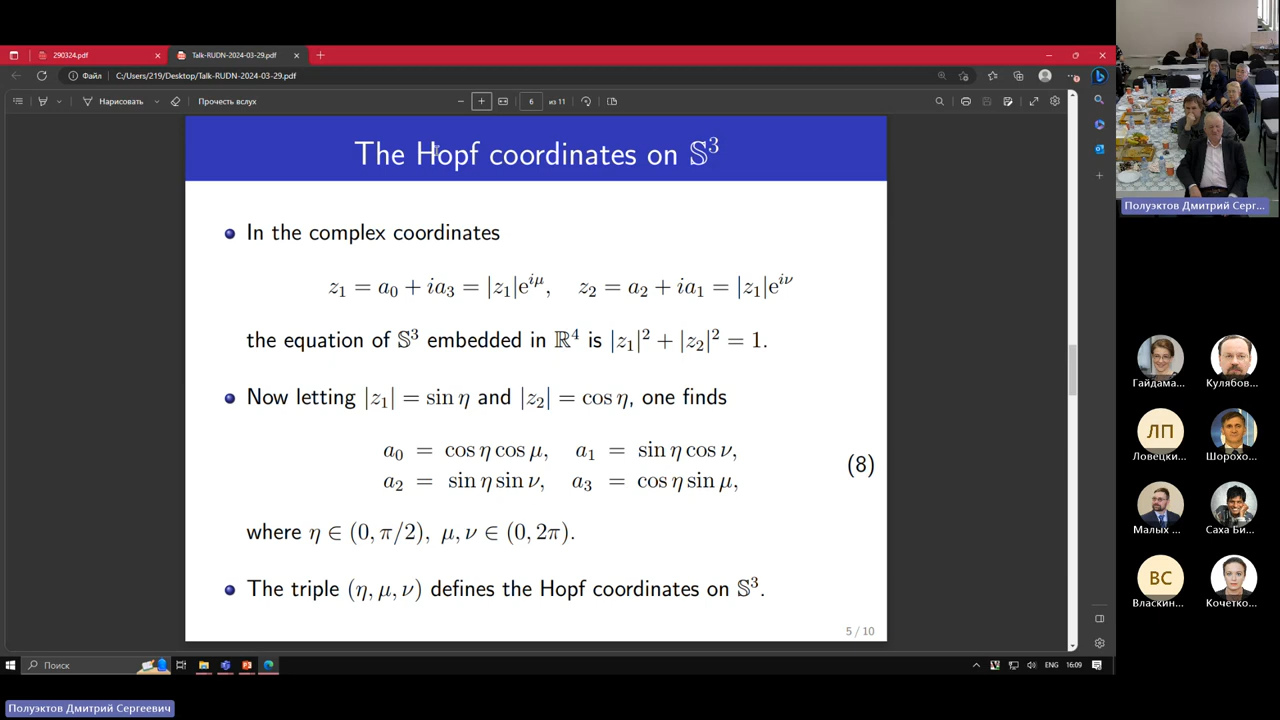 290324.pdf
Talk-RUDN-2024-03-29.pdf
Файл C:/Users/219/Desktop/Talk-RUDN-2024-03-29.pdf
Нарисовать Прочесть вслух 6 из 11
The Hopf coordinates on 𝕊³
In the complex coordinates
z₁ = a₀ + ia₃ = |z₁|e^{iμ}, z₂ = a₂ + ia₁ = |z₁|e^{iν}
the equation of 𝕊³ embedded in ℝ⁴ is |z₁|² + |z₂|² = 1.
Now letting |z₁| = sin η and |z₂| = cos η, one finds
a₀ = cos η cos μ, a₁ = sin η cos ν,
a₂ = sin η sin ν, a₃ = cos η sin μ,
(8)
where η ∈ (0, π/2), μ, ν ∈ (0, 2π).
The triple (η, μ, ν) defines the Hopf coordinates on 𝕊³.
5 / 10
Поиск
ENG 16:09
Полуэктов Дмитрий Сергеевич
Полуэктов Дмитрий Серг...
Гайдама... Кулябов...
ЛП
Ловецки... Шорохо...
Малых ... Саха Би...
ВС
Власкин... Кочетко...